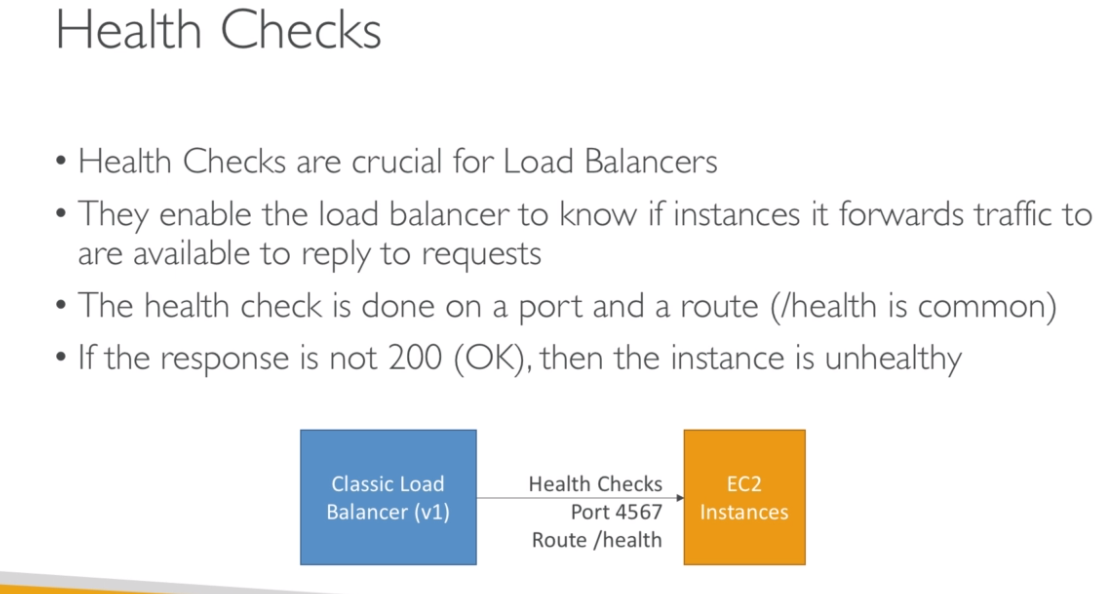 Health Checks
• Health Checks are crucial for Load Balancers
• They enable the load balancer to know if instances it forwards traffic to
are available to reply to requests
• The health check is done on a port and a route (/health is common)
• If the response is not 200 (OK), then the instance is unhealthy
Classic Load
Balancer (v1)
Health Checks
Port 4567
Route /health
EC2
Instances